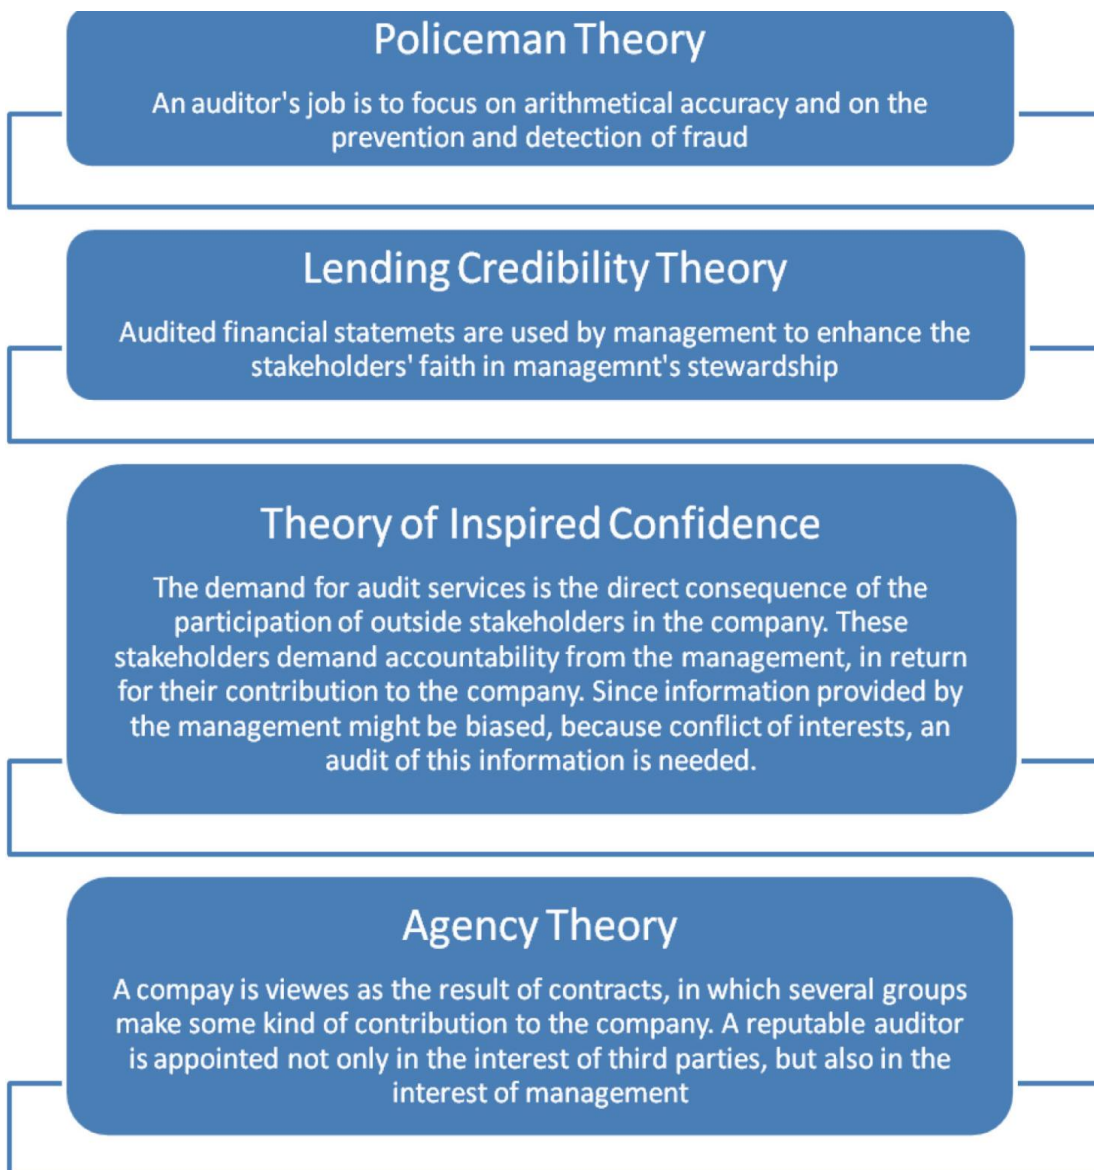 Policeman Theory
An auditor's job is to focus on arithmetical accuracy and on the
prevention and detection of fraud
Lending Credibility Theory
Audited financial statemets are used by management to enhance the
stakeholders' faith in managemnt's stewardship
Theory of Inspired Confidence
The demand for audit services is the direct consequence of the
participation of outside stakeholders in the company. These
stakeholders demand accountability from the management, in return
for their contribution to the company. Since information provided by
the management might be biased, because conflict of interests, an
audit of this information is needed.
Agency Theory
A compay is viewes as the result of contracts, in which several groups
make some kind of contribution to the company. A reputable auditor
is appointed not only in the interest of third parties, but also in the
interest of management